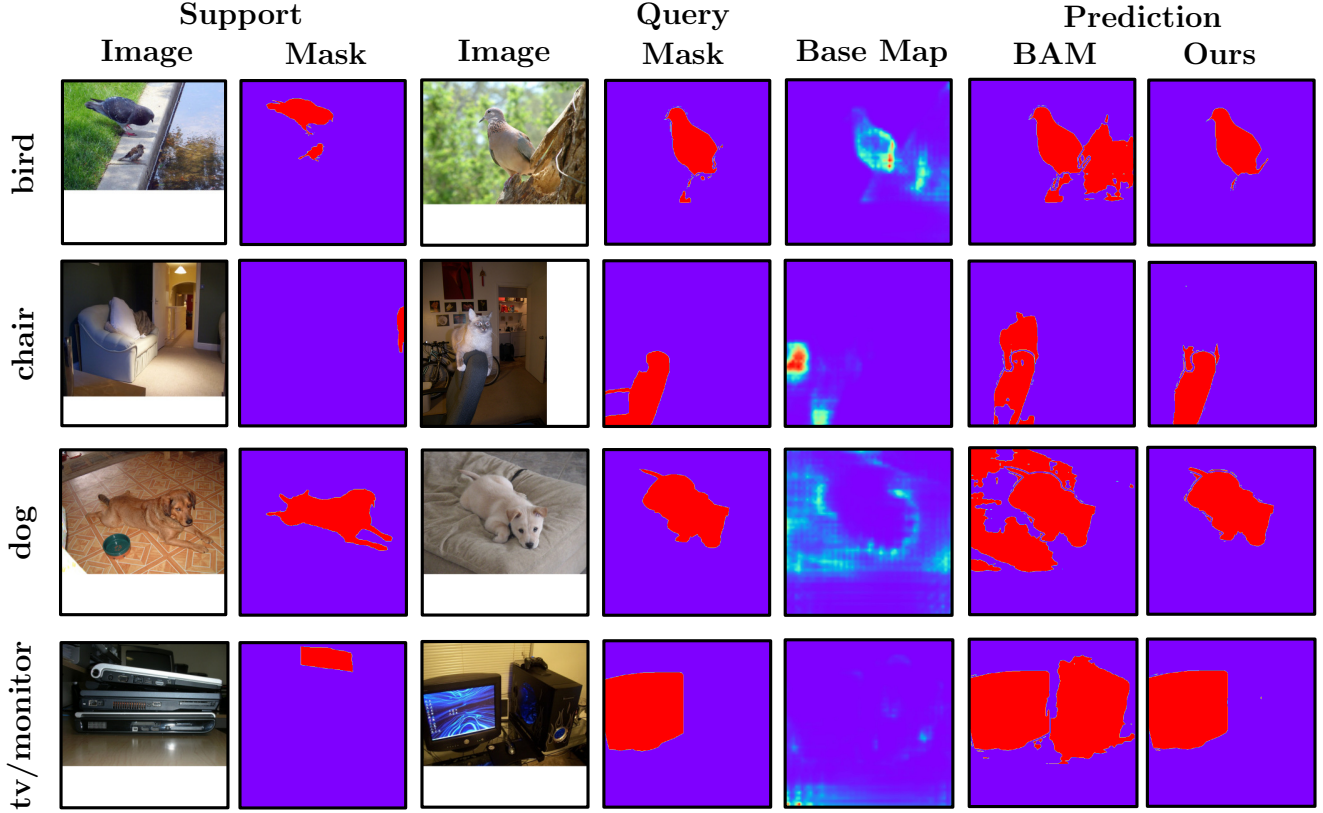 Support Query Prediction
Image Mask Image Mask Base Map BAM Ours
bird
chair
dog
tv/monitor